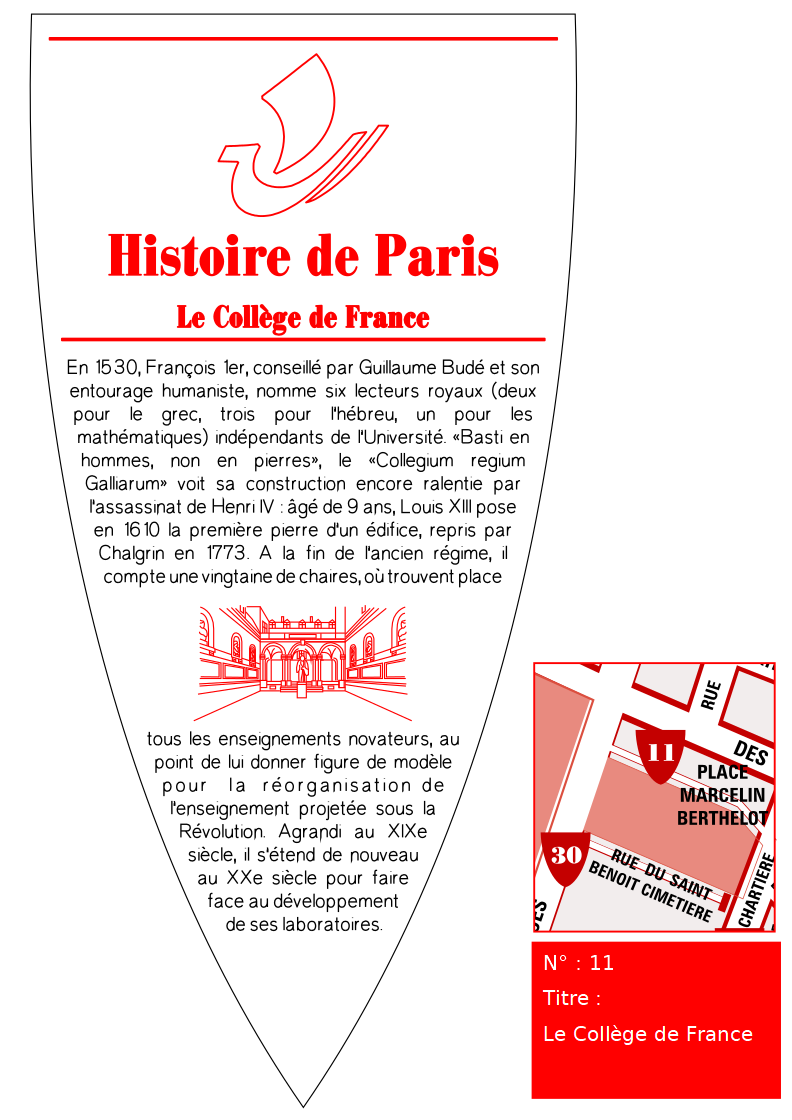 Histoire de Paris
Le Collège de France
En 1530, François 1er, conseillé par Guillaume Budé et son
entourage humaniste, nomme six lecteurs royaux (deux
pour le grec, trois pour l'hébreu, un pour les
mathématiques) indépendants de l'Université. «Basti en
hommes, non en pierres», le «Collegium regium
Galliarum» voit sa construction encore ralentie par
l'assassinat de Henri IV : âgé de 9 ans, Louis XIII pose
en 1610 la première pierre d'un édifice, repris par
Chalgrin en 1773. A la fin de l'ancien régime, il
compte une vingtaine de chaires, où trouvent place
tous les enseignements novateurs, au
point de lui donner figure de modèle
pour la réorganisation de
l'enseignement projetée sous la
Révolution. Agrandi au XIXe
siècle, il s'étend de nouveau
au XXe siècle pour faire
face au développement
de ses laboratoires.
RUE
DES
11
PLACE
MARCELIN
BERTHELOT
30
RUE DU SAINT
BENOIT CIMETIERE
CHARTIERE
N° : 11
Titre :
Le Collège de France